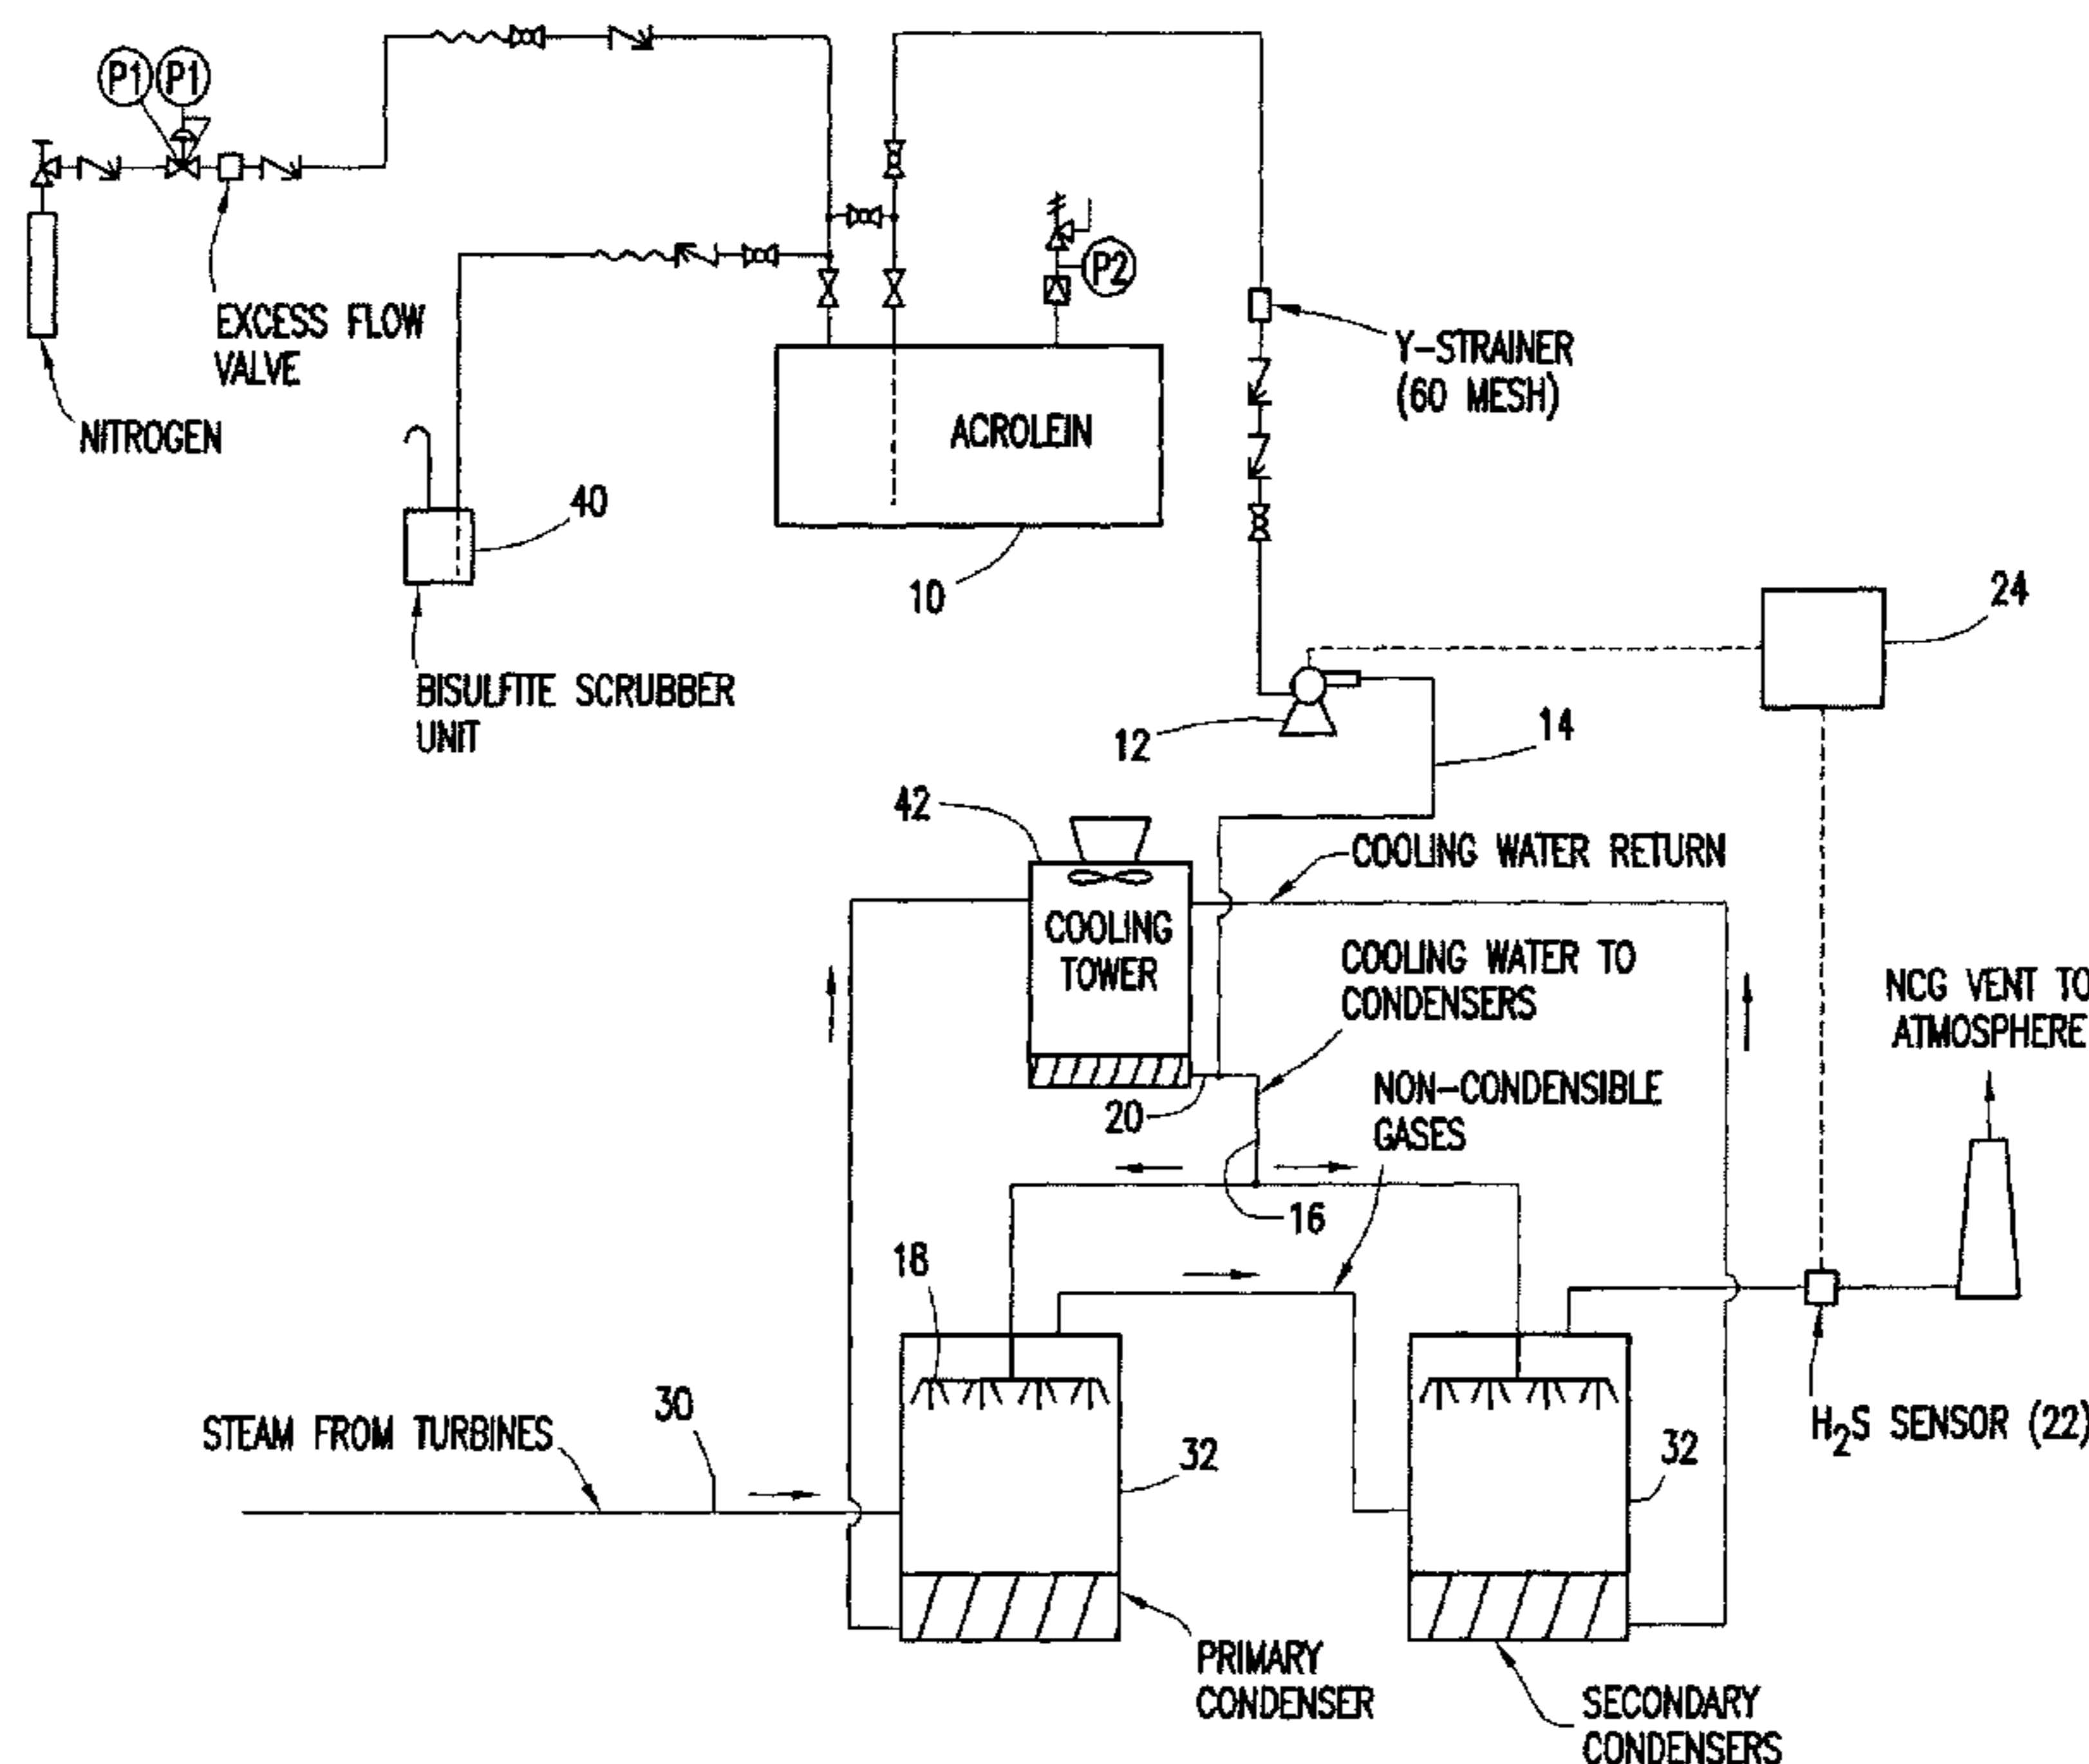 P1 P1
EXCESS FLOW
VALVE
NITROGEN
P2
Y-STRAINER
(60 MESH)
ACROLEIN
40
10
BISULFITE SCRUBBER
UNIT
24
12
14
42
COOLING WATER RETURN
COOLING
TOWER
COOLING WATER TO
CONDENSERS
NCG VENT TO
ATMOSPHERE
NON-CONDENSIBLE
GASES
20
16
18
H2S SENSOR (22)
STEAM FROM TURBINES
30
32
32
PRIMARY
CONDENSER
SECONDARY
CONDENSERS